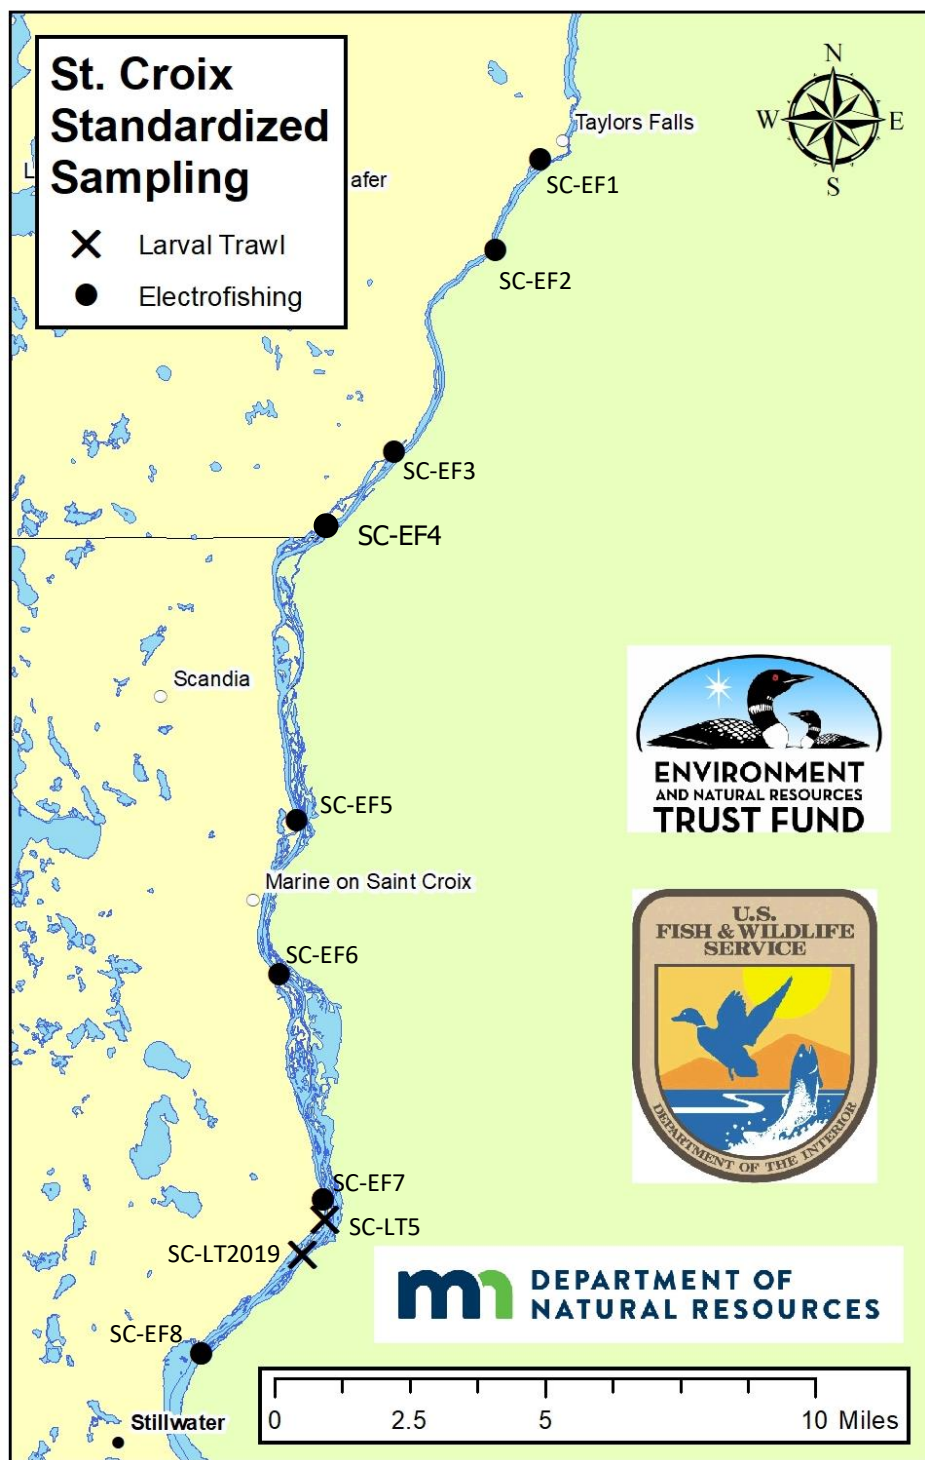 St. Croix
Standardized
Sampling
Larval Trawl
Electrofishing
N
W
E
S
Taylors Falls
L
afer
SC-EF1
SC-EF2
SC-EF3
SC-EF4
Scandia
SC-EF5
Marine on Saint Croix
SC-EF6
ENVIRONMENT
AND NATURAL RESOURCES
TRUST FUND
U.S.
FISH & WILDLIFE
SERVICE
DEPARTMENT OF THE INTERIOR
SC-EF7
SC-LT5
SC-LT2019
mn DEPARTMENT OF
NATURAL RESOURCES
SC-EF8
Stillwater
0 2.5 5 10 Miles